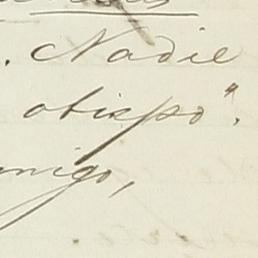 . Nadie
obispo".
migo,